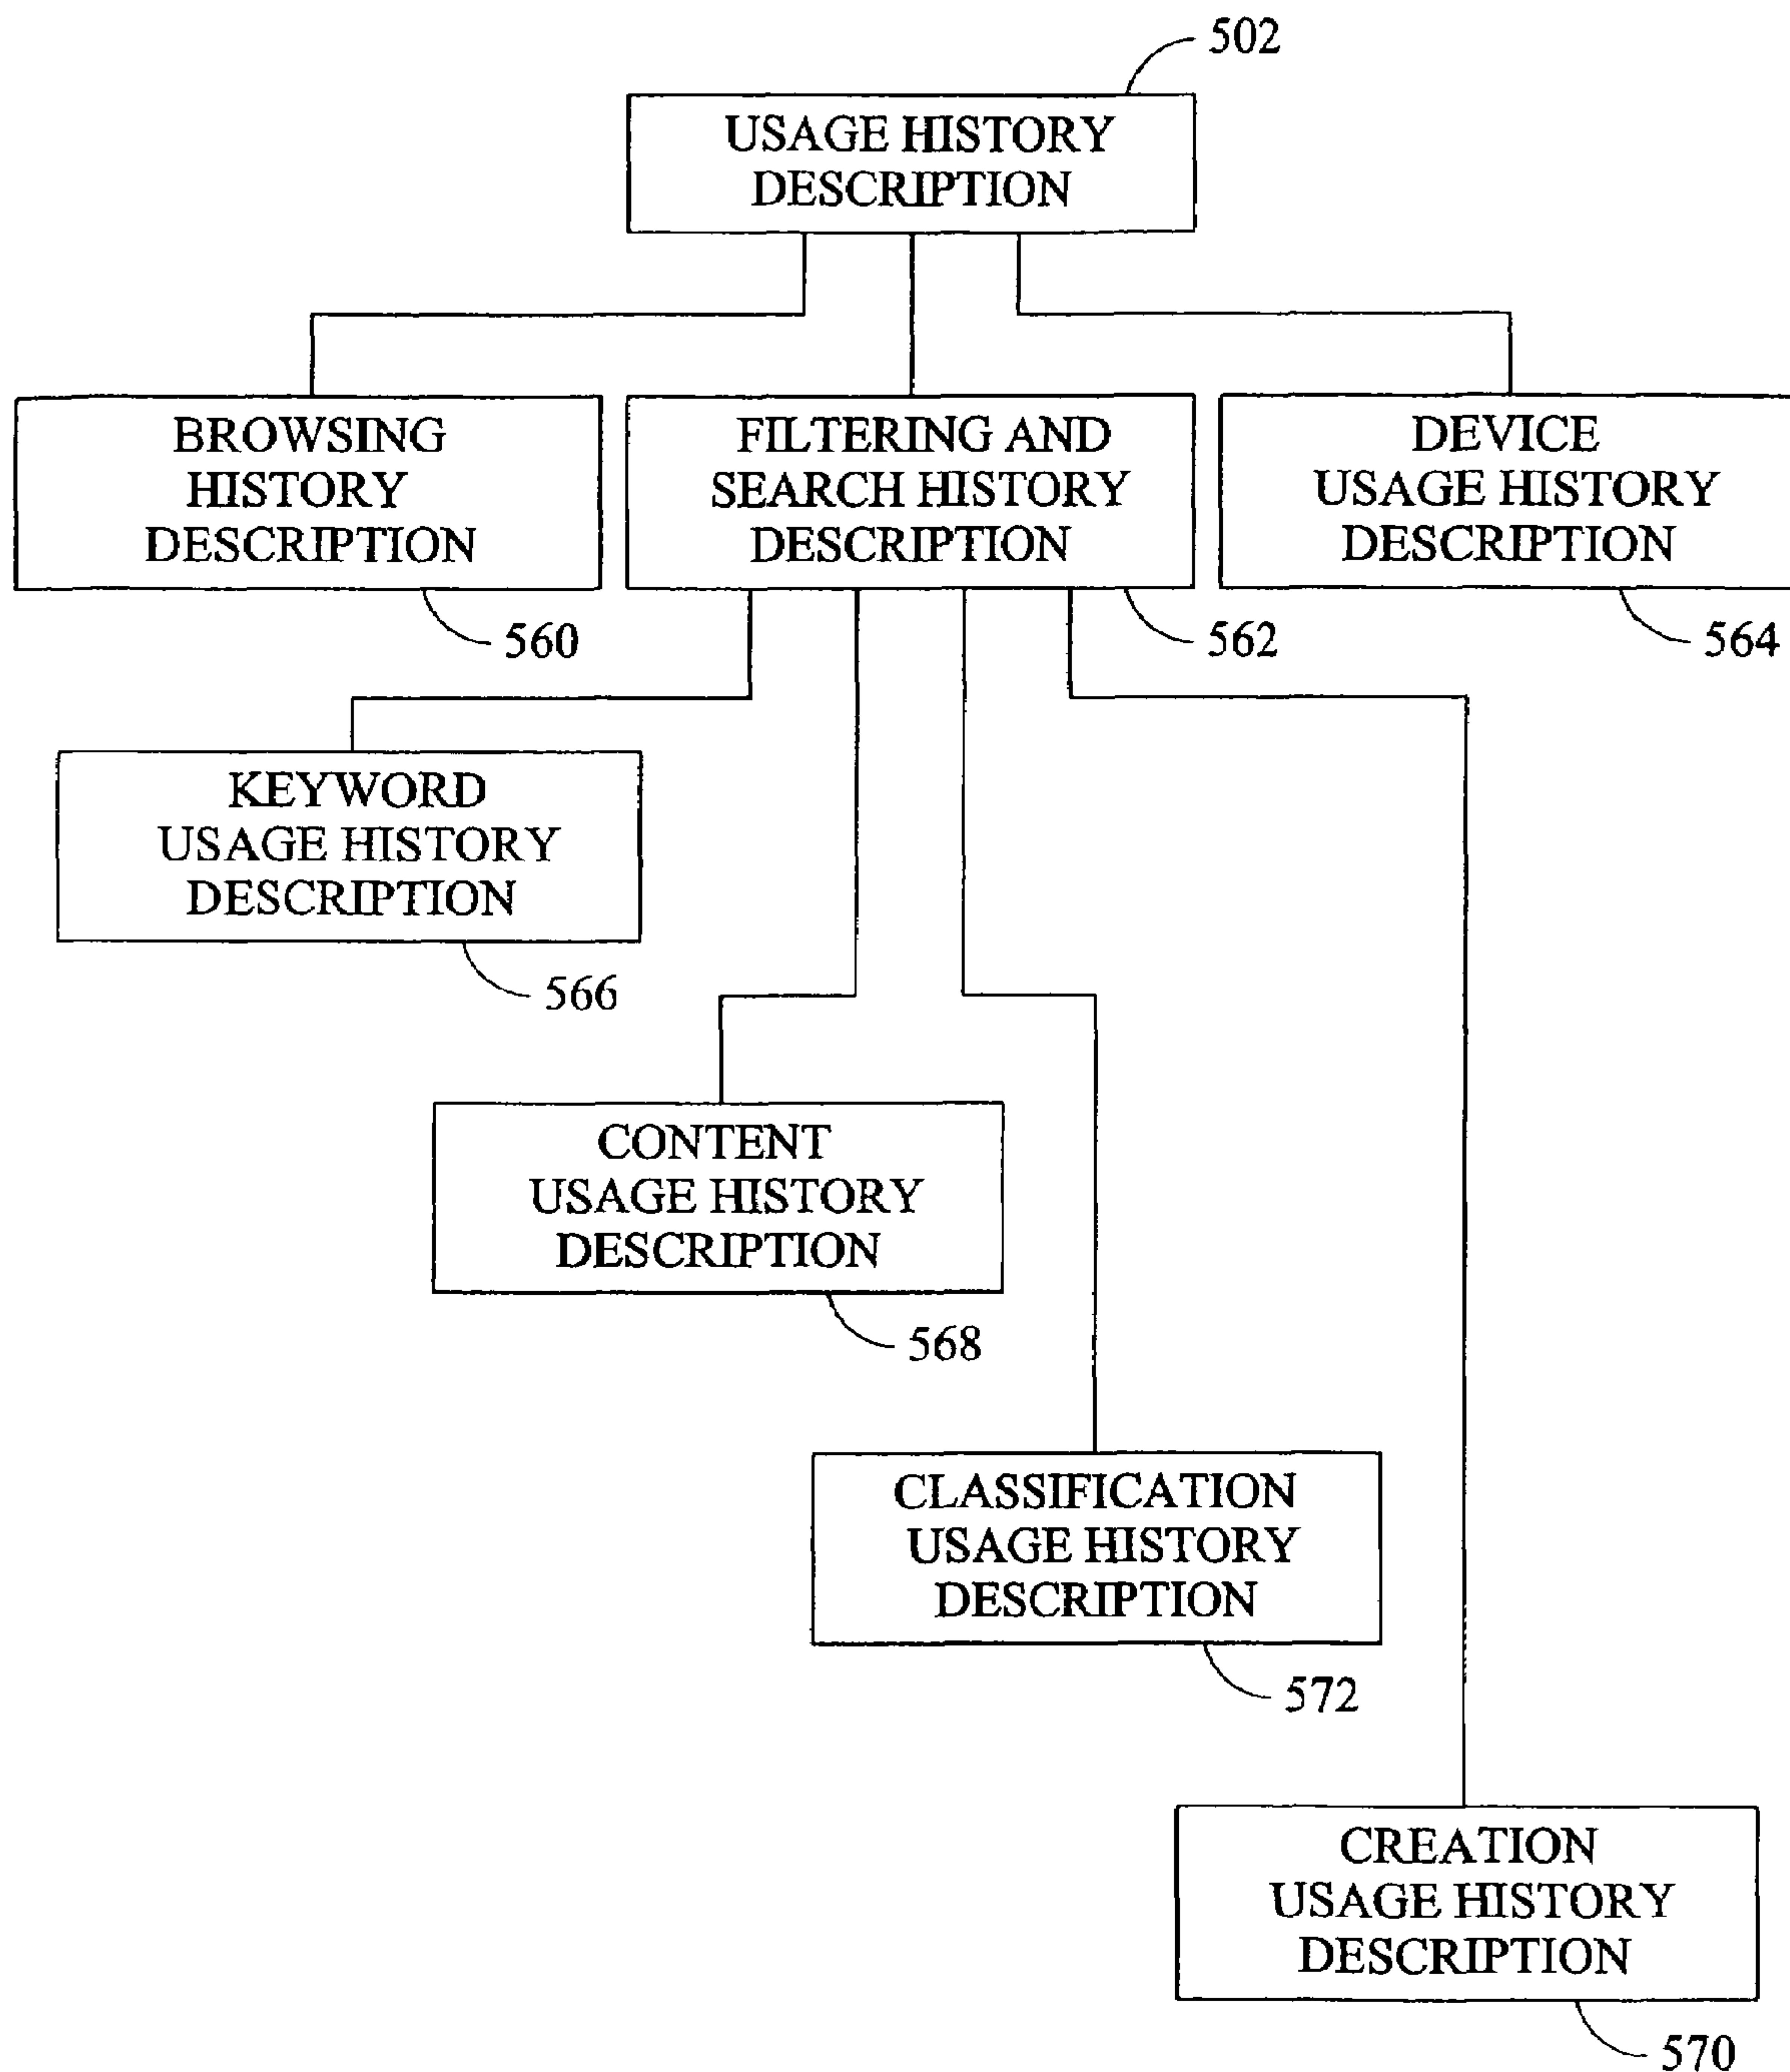 502
USAGE HISTORY
DESCRIPTION
BROWSING
HISTORY
DESCRIPTION
560
FILTERING AND
SEARCH HISTORY
DESCRIPTION
562
DEVICE
USAGE HISTORY
DESCRIPTION
564
KEYWORD
USAGE HISTORY
DESCRIPTION
566
CONTENT
USAGE HISTORY
DESCRIPTION
568
CLASSIFICATION
USAGE HISTORY
DESCRIPTION
572
CREATION
USAGE HISTORY
DESCRIPTION
570